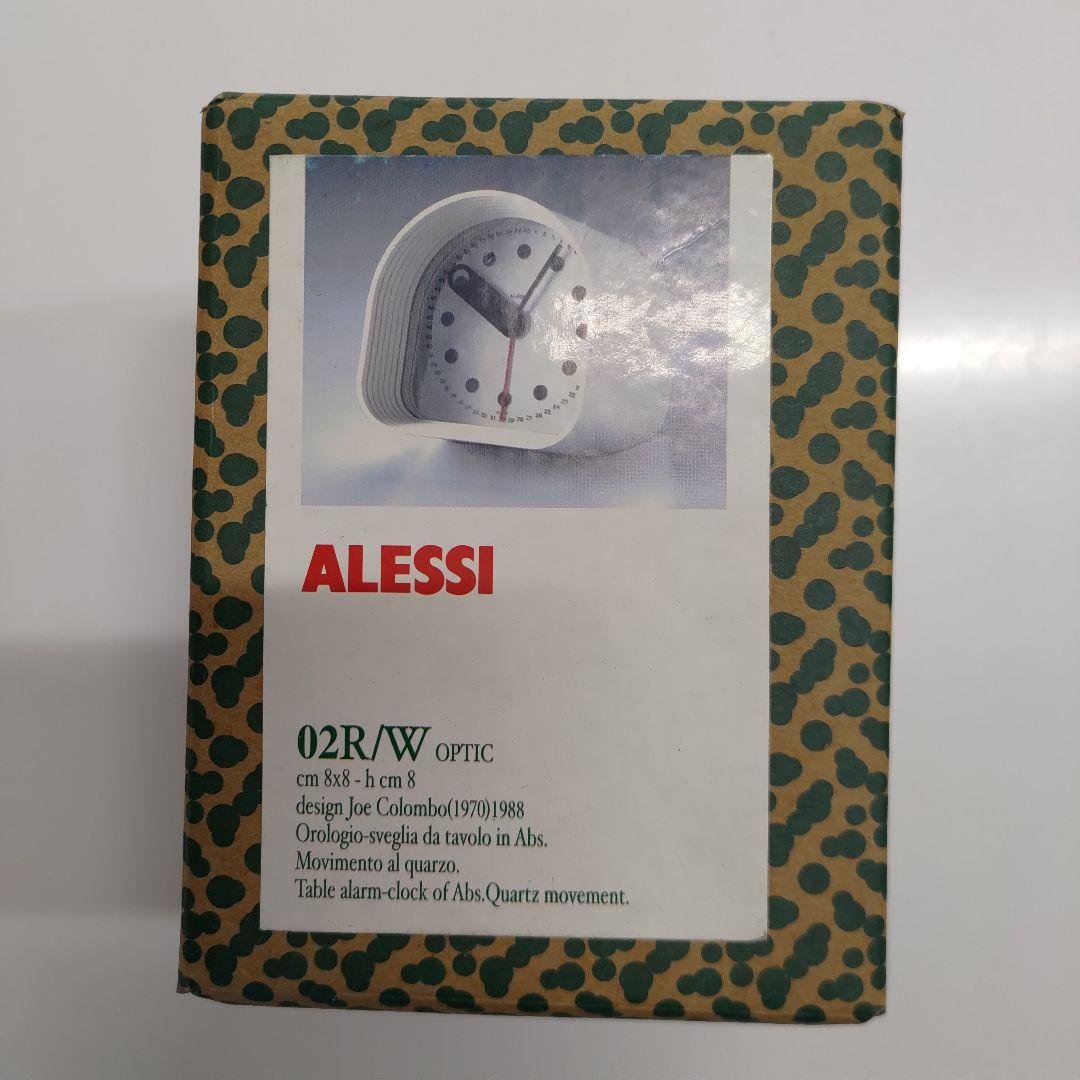 ALESSI
ALESSI
02R/W OPTIC
cm 8x8 - h cm 8
design Joe Colombo(1970)1988
Orologio-sveglia da tavolo in Abs.
Movimento al quarzo.
Table alarm-clock of Abs.Quartz movement.